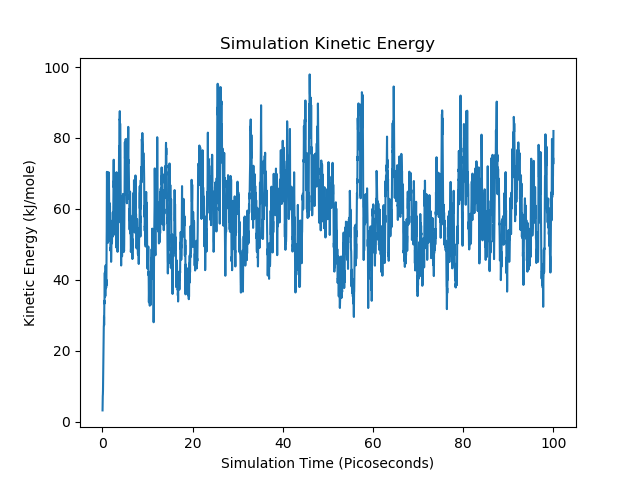 Simulation Kinetic Energy
100
80
60
40
20
0
Kinetic Energy (kJ/mole)
0 20 40 60 80 100
Simulation Time (Picoseconds)